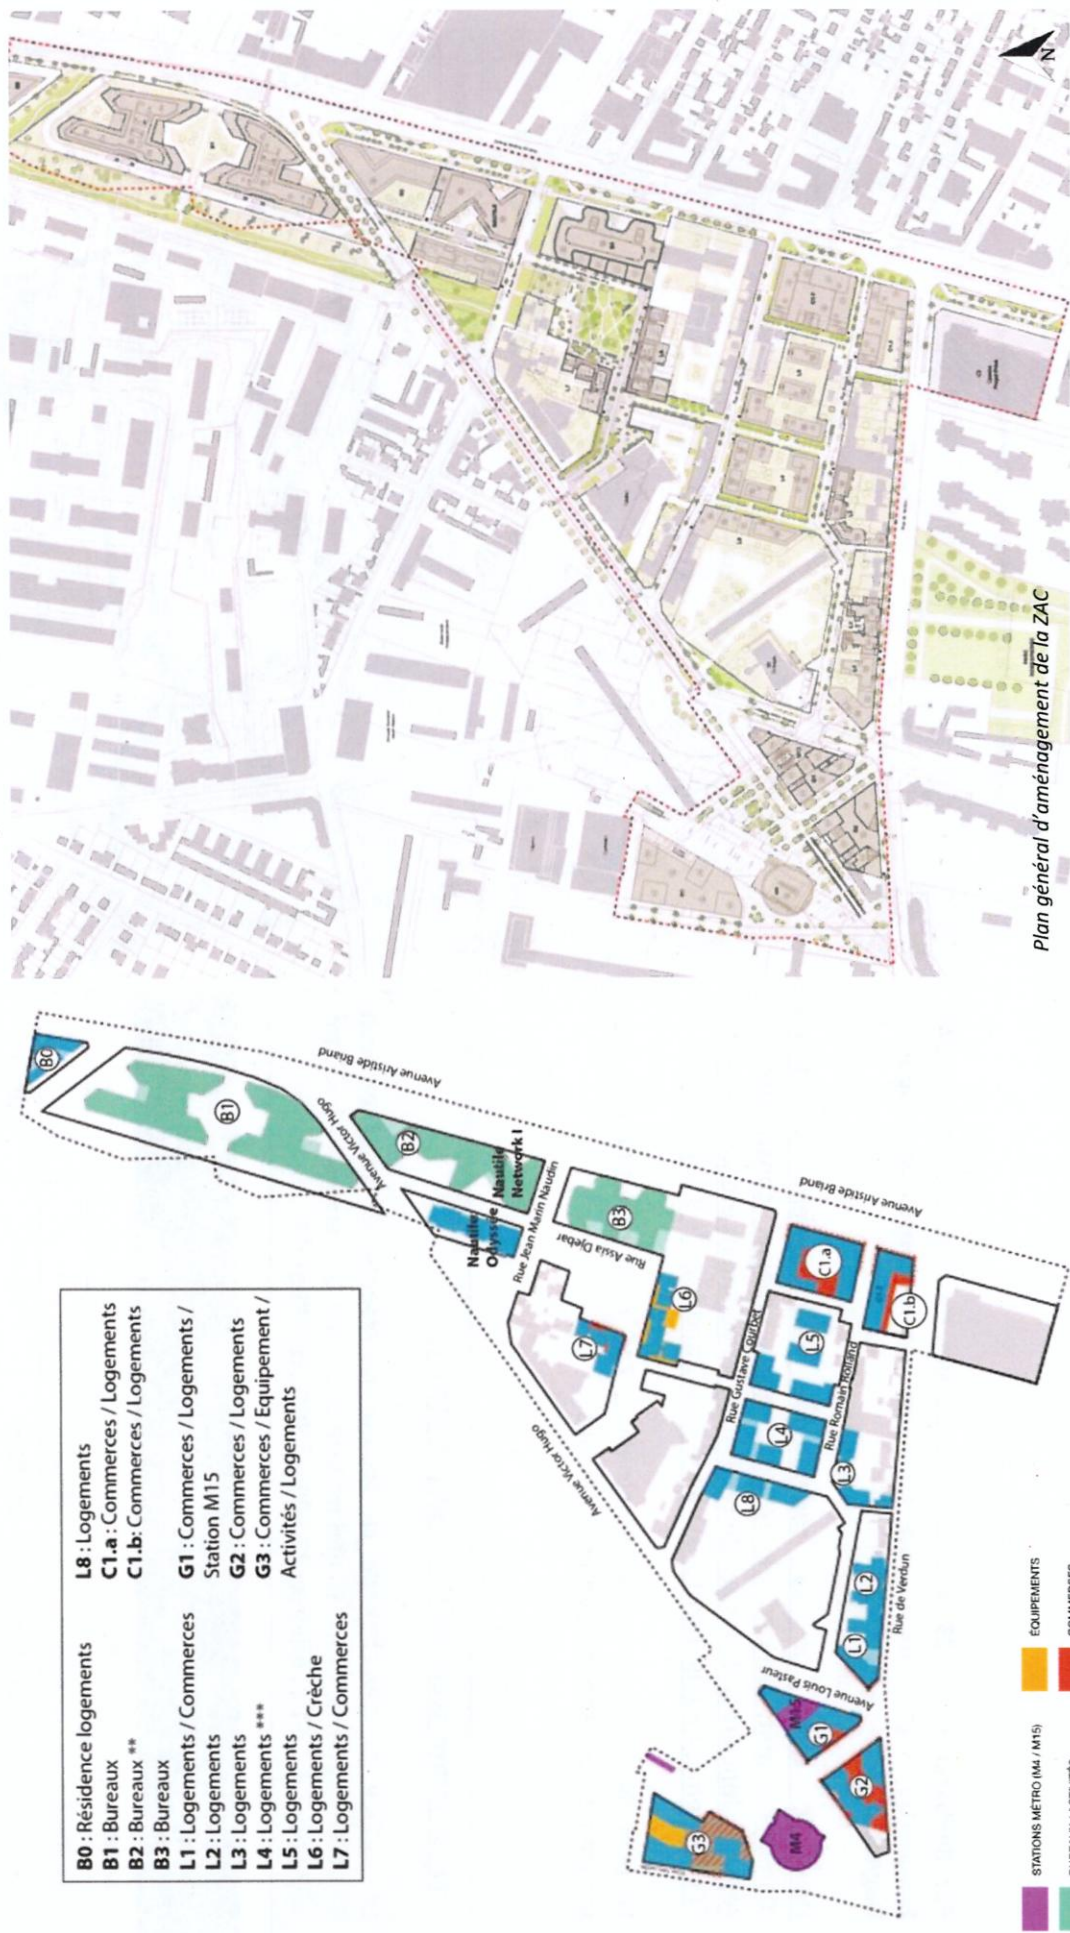 B0 : Résidence logements
B1 : Bureaux
B2 : Bureaux **
B3 : Bureaux
L1 : Logements / Commerces
L2 : Logements
L3 : Logements
L4 : Logements ***
L5 : Logements
L6 : Logements / Crèche
L7 : Logements / Commerces
L8 : Logements
C1.a : Commerces / Logements
C1.b: Commerces / Logements
G1 : Commerces / Logements /
Station M15
G2 : Commerces / Logements
G3 : Commerces / Equipement /
Activités / Logements
B0
B1
Avenue Aristide Briand
Avenue Victor Hugo
B2
Nautile
Network I
Nautile
Odyssée
Rue Jean Marin Naudin
B3
Rue Assia Djebar
L6
L7
Avenue Aristide Briand
C1.a
C1.b
Rue Gustave Courbet
L5
Rue Romain Rolland
L4
L3
L8
Avenue Victor Hugo
L2
L1
Rue de Verdun
Avenue Louis Pasteur
M15
G1
G2
G3
M4
STATIONS MÉTRO (M4 / M15)
ÉQUIPEMENTS
N
Plan général d'aménagement de la ZAC